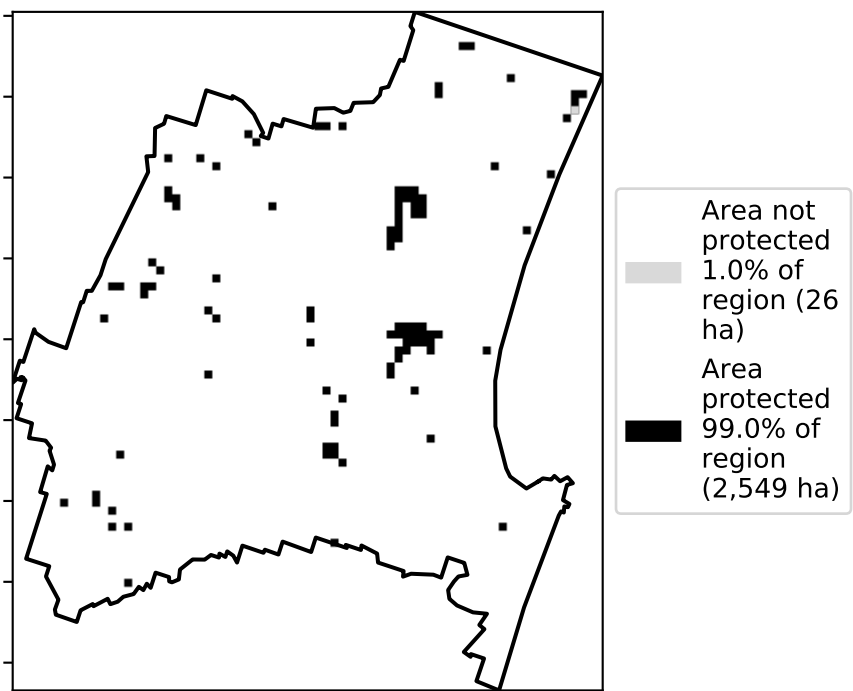 Area not
protected
1.0% of
region (26
ha)
Area
protected
99.0% of
region
(2,549 ha)